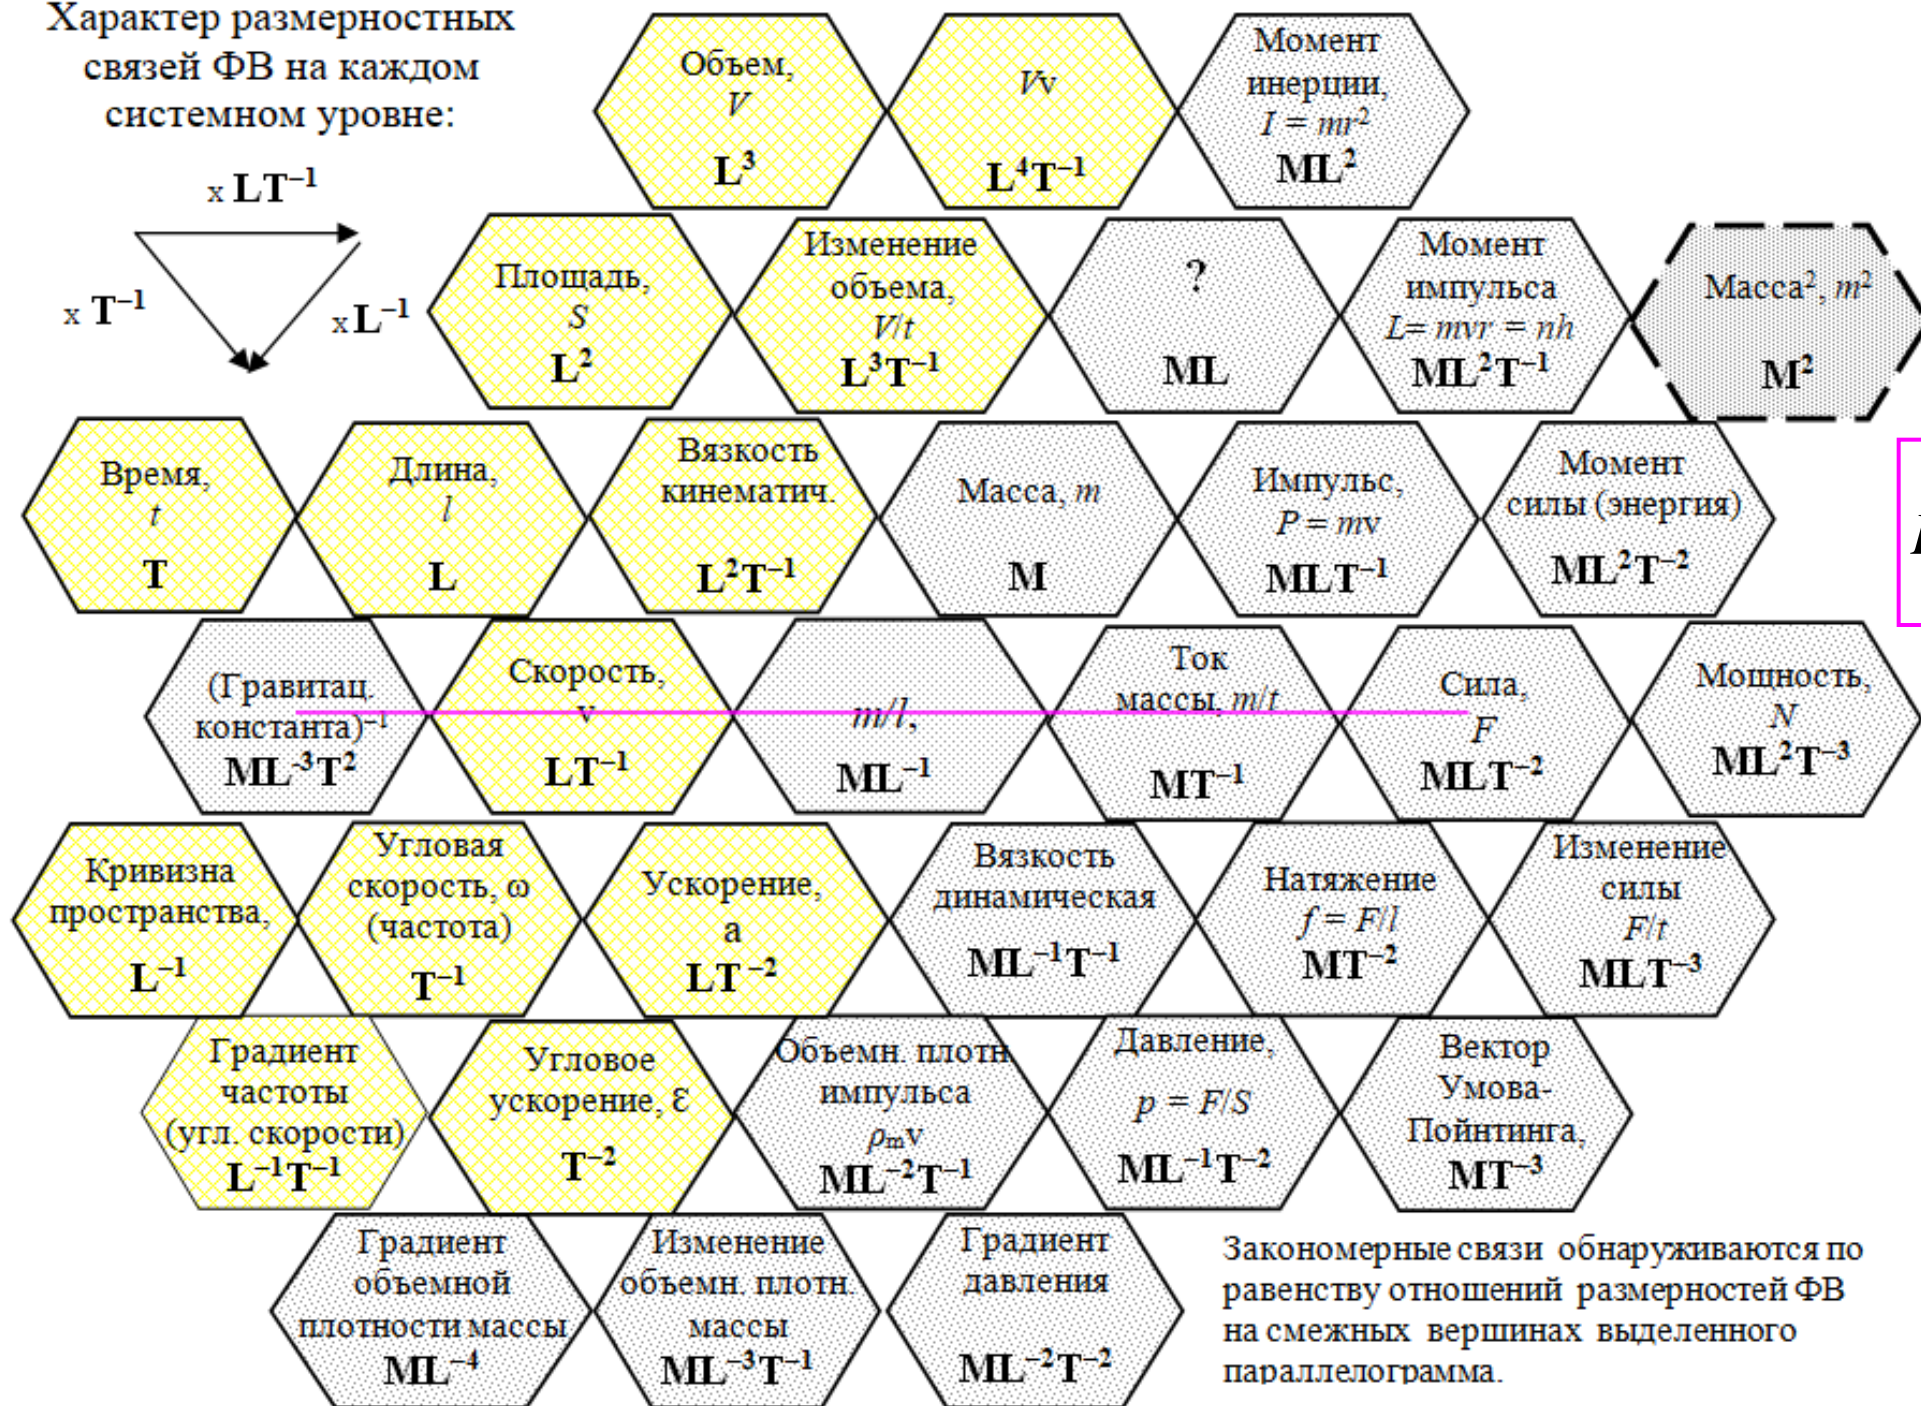 Характер размерностных
связей ФВ на каждом
системном уровне:
x LT⁻¹
x T⁻¹
x L⁻¹
Объем,
V
L³
Vv
L⁴T⁻¹
Момент
инерции,
I = mr²
ML²
Площадь,
S
L²
Изменение
объема,
V/t
L³T⁻¹
?
ML
Момент
импульса
L= mvr = nh
ML²T⁻¹
Масса², m²
M²
Время,
t
T
Длина,
l
L
Вязкость
кинематич.
L²T⁻¹
Масса, m
M
Импульс,
P = mv
MLT⁻¹
Момент
силы (энергия)
ML²T⁻²
(Гравитац.
константа)⁻¹
ML⁻³T²
Скорость,
v
LT⁻¹
m/l,
ML⁻¹
Ток
массы, m/t
MT⁻¹
Сила,
F
MLT⁻²
Мощность,
N
ML²T⁻³
Кривизна
пространства,
L⁻¹
Угловая
скорость, ω
(частота)
T⁻¹
Ускорение,
a
LT⁻²
Вязкость
динамическая
ML⁻¹T⁻¹
Натяжение
f = F/l
MT⁻²
Изменение
силы
F/t
MLT⁻³
Градиент
частоты
(угл. скорости)
L⁻¹T⁻¹
Угловое
ускорение, Ɛ
T⁻²
Объемн. плотн
импульса
ρₘv
ML⁻²T⁻¹
Давление,
p = F/S
ML⁻¹T⁻²
Вектор
Умова-
Пойнтинга,
MT⁻³
Градиент
объемной
плотности массы
ML⁻⁴
Изменение
объемн. плотн.
массы
ML⁻³T⁻¹
Градиент
давления
ML⁻²T⁻²
Закономерные связи обнаруживаются по
равенству отношений размерностей ФВ
на смежных вершинах выделенного
параллелограмма.